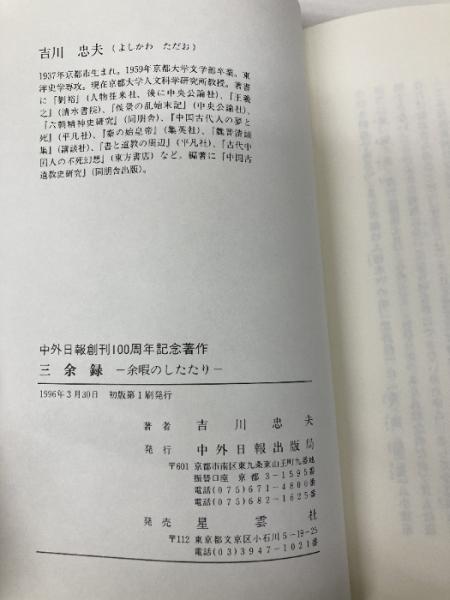 吉川 忠夫（よしかわ ただお）
1937年京都市生まれ。1959年京都大学文学部卒業。東
洋史学専攻。現在京都大学人文科学研究所教授。著書
に『劉裕』（人物往来社、後に中央公論社）、『王羲
之』（清水書院）、『侯景の乱始末記』（中央公論社）、
『六朝精神史研究』（同朋舎）、『中国古代人の夢と
死』（平凡社）、『秦の始皇帝』（集英社）、『魏晋清談
集』（講談社）、『書と道教の周辺』（平凡社）、『古代中
国人の不死幻想』（東方書店）など。編著に『中国古
道教史研究』（同朋舎出版）。
中外日報創刊100周年記念著作
三余録 −余暇のしたたり−
1996年3月30日 初版第1刷発行
著者 吉川忠夫
発行 中外日報出版局
〒601 京都市南区東九条東山王町九番地
振替口座 京都3−1595番
電話(075)671−4800番
電話(075)682−1625番
発売 星雲社
〒112 東京都文京区小石川5−19−25
電話(03)3947−1021番